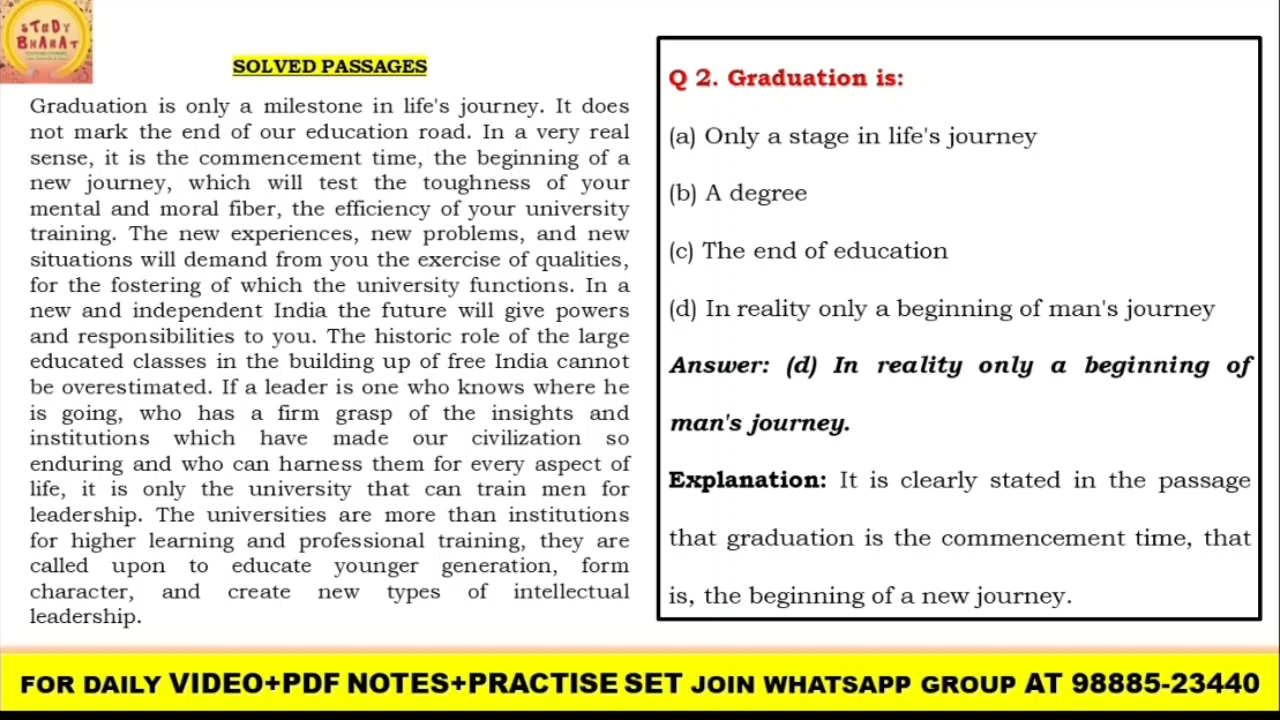 STUDY
BHARAT
SOLVED PASSAGES
Graduation is only a milestone in life's journey. It does
not mark the end of our education road. In a very real
sense, it is the commencement time, the beginning of a
new journey, which will test the toughness of your
mental and moral fiber, the efficiency of your university
training. The new experiences, new problems, and new
situations will demand from you the exercise of qualities,
for the fostering of which the university functions. In a
new and independent India the future will give powers
and responsibilities to you. The historic role of the large
educated classes in the building up of free India cannot
be overestimated. If a leader is one who knows where he
is going, who has a firm grasp of the insights and
institutions which have made our civilization so
enduring and who can harness them for every aspect of
life, it is only the university that can train men for
leadership. The universities are more than institutions
for higher learning and professional training, they are
called upon to educate younger generation, form
character, and create new types of intellectual
leadership.
Q 2. Graduation is:
(a) Only a stage in life's journey
(b) A degree
(c) The end of education
(d) In reality only a beginning of man's journey
Answer: (d) In reality only a beginning of
man's journey.
Explanation: It is clearly stated in the passage
that graduation is the commencement time, that
is, the beginning of a new journey.
FOR DAILY VIDEO+PDF NOTES+PRACTISE SET JOIN WHATSAPP GROUP AT 98885-23440